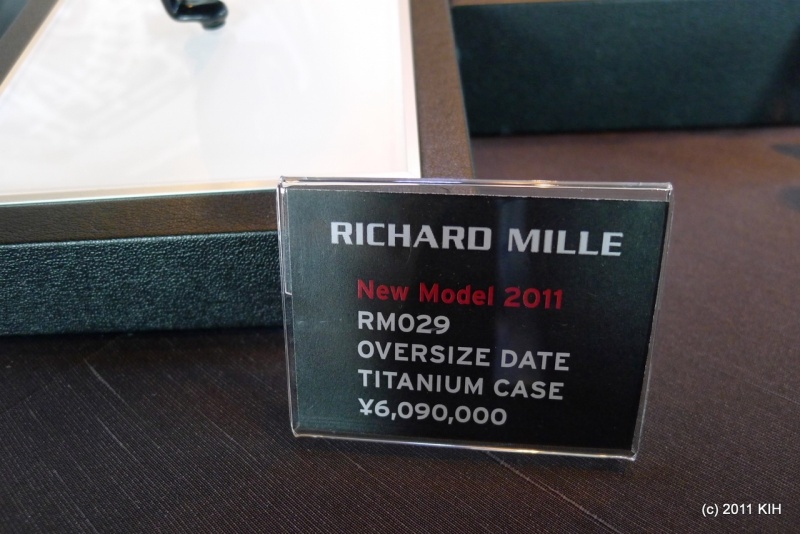 RICHARD MILLE
New Model 2011
RM029
OVERSIZE DATE
TITANIUM CASE
¥6,090,000
(c) 2011 KIH